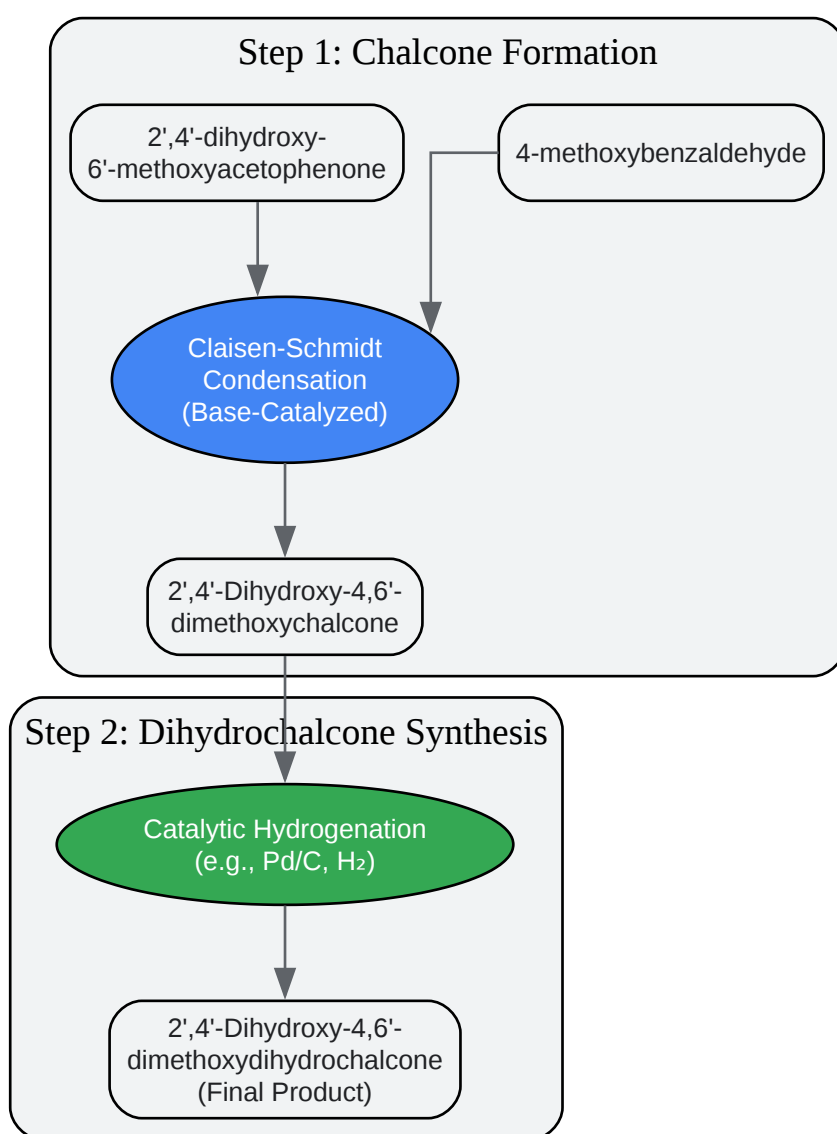 Step 1: Chalcone Formation
2',4'-dihydroxy-
6'-methoxyacetophenone
4-methoxybenzaldehyde
Claisen-Schmidt
Condensation
(Base-Catalyzed)
2',4'-Dihydroxy-4,6'-
dimethoxychalcone
Step 2: Dihydrochalcone Synthesis
Catalytic Hydrogenation
(e.g., Pd/C, H₂)
2',4'-Dihydroxy-4,6'-
dimethoxydihydrochalcone
(Final Product)